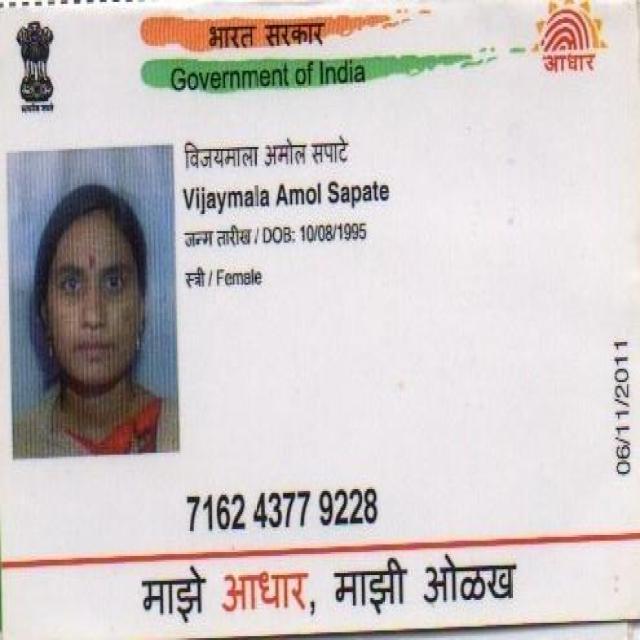 भारत सरकार
Government of India
आधार
विजयमाला अमोल सपाटे
Vijaymala Amol Sapate
जन्म तारीख / DOB: 10/08/1995
स्त्री / Female
06/11/2011
7162 4377 9228
माझे आधार, माझी ओळख